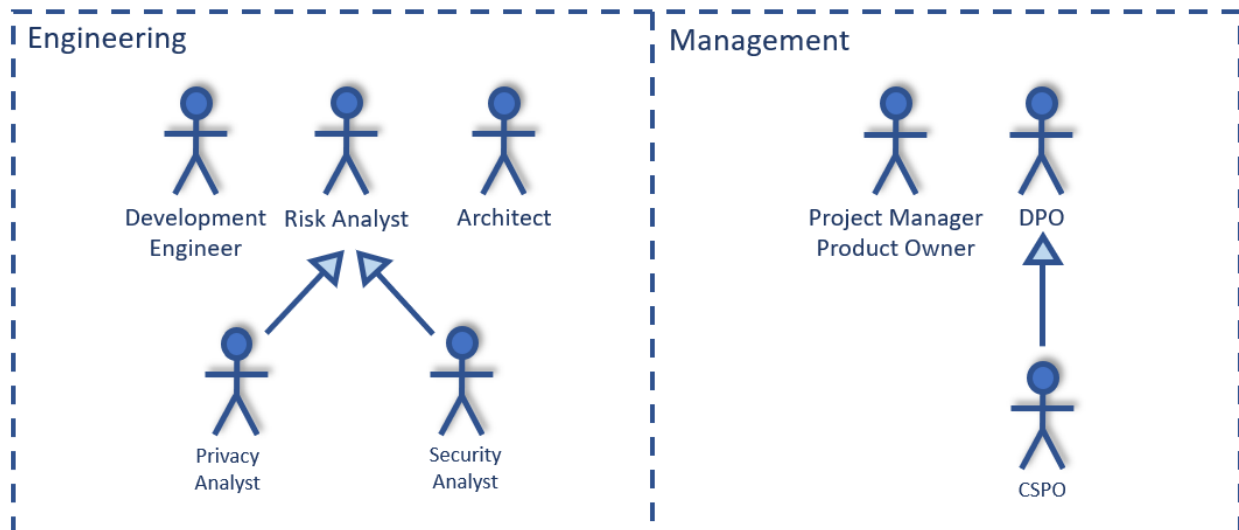 Engineering
Management
Development
Engineer
Risk Analyst
Architect
Project Manager
Product Owner
DPO
Privacy
Analyst
Security
Analyst
CSPO